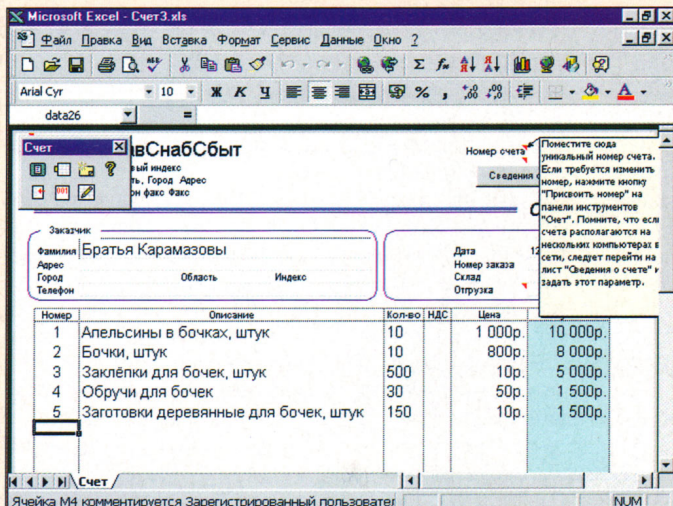 Microsoft Excel - Счет3.xls
Файл Правка Вид Вставка Формат Сервис Данные Окно ?
Arial Cyr 10 Ж К Ч % ,
data26 =
Счет
авСнабСбыт
вый индекс
ть, Город Адрес
он факс Факс
Номер счета
Сведения
Поместите сюда
уникальный номер счета.
Если требуется изменить
номер, нажмите кнопку
"Присвоить номер" на
панели инструментов
"Счет". Помните, что если
счета располагаются на
нескольких компьютерах в
сети, следует перейти на
лист "Сведения о счете" и
задать этот параметр.
Заказчик
Фамилия Братья Карамазовы
Адрес
Город Область Индекс
Телефон
Дата 12
Номер заказа
Склад
Отгрузка
Номер Описание Кол-во НДС Цена
1 Апельсины в бочках, штук 10 1 000р. 10 000р.
2 Бочки, штук 10 800р. 8 000р.
3 Заклёпки для бочек, штук 500 10р. 5 000р.
4 Обручи для бочек 30 50р. 1 500р.
5 Заготовки деревянные для бочек, штук 150 10р. 1 500р.
Счет
Ячейка M4 комментируется Зарегистрированный пользовател NUM